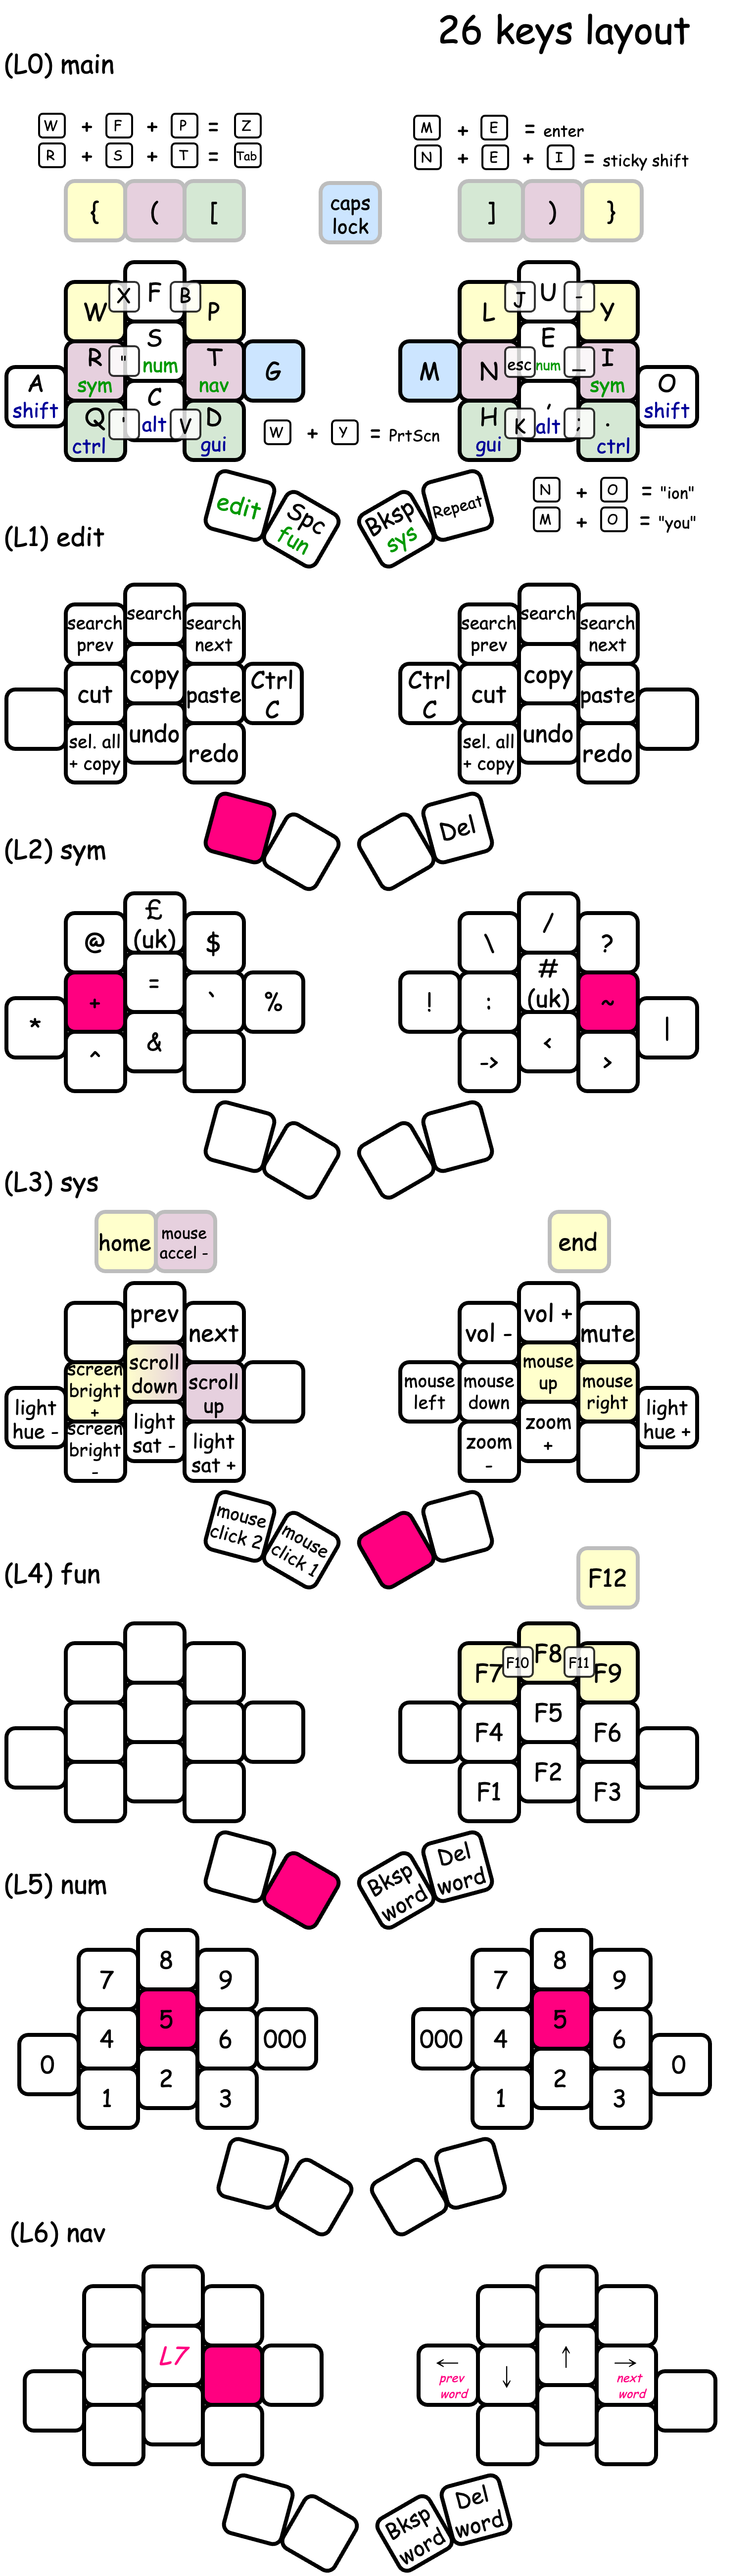 26 keys layout
(L0) main
W + F + P = Z
R + S + T = Tab
M + E = enter
N + E + I = sticky shift
{ ( [
caps
lock
] ) }
W X F B P
R " S T G
sym num nav
A
shift
Q ' C V D
ctrl alt gui
L J U - Y
M N esc E _ I
num sym
O
shift
H K , ; .
gui alt ctrl
W + Y = PrtScn
edit
Spc
fun
Bksp
sys
Repeat
N + O = "ion"
M + O = "you"
(L1) edit
search
prev
search
search
next
cut
copy
paste
Ctrl
C
sel. all
+ copy
undo
redo
search
prev
search
search
next
Ctrl
C
cut
copy
paste
sel. all
+ copy
undo
redo
Del
(L2) sym
@
£
(uk)
$
+ = ` %
*
^ &
\ / ?
! :
#
(uk)
~
|
-> < >
(L3) sys
home
mouse
accel -
end
prev
next
screen
bright
+
scroll
down
scroll
up
light
hue -
screen
bright
-
light
sat -
light
sat +
vol -
vol +
mute
mouse
left
mouse
down
mouse
up
mouse
right
light
hue +
zoom
-
zoom
+
mouse
click 2
mouse
click 1
(L4) fun
F12
F7 F10 F8 F11 F9
F4 F5 F6
F1 F2 F3
Bksp
word
Del
word
(L5) num
7 8 9
4 5 6 000
0
1 2 3
7 8 9
000 4 5 6
0
1 2 3
(L6) nav
L7
←
prev
word
↓
↑
→
next
word
Bksp
word
Del
word